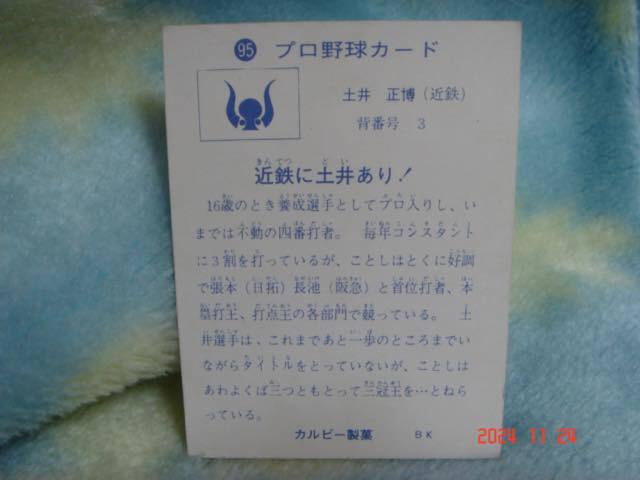 95 プロ野球カード
土井 正博（近鉄）
背番号 3
近鉄に土井あり！
16歳のとき養成選手としてプロ入りし、い
までは不動の四番打者。 毎年コンスタント
に3割を打っているが、ことしはとくに好調
で張本（日拓）長池（阪急）と首位打者、本
塁打王、打点王の各部門で競っている。 土
井選手は、これまであと一歩のところまでい
ながらタイトルをとっていないが、ことしは
あわよくば三つともとって三冠王を…とねら
っている。
カルビー製菓 BK
2024 11 24